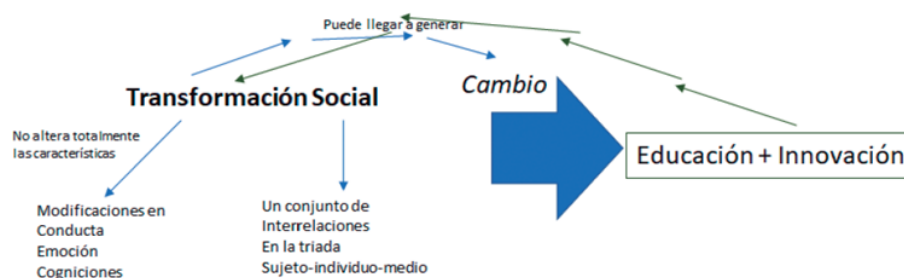 Puede llegar a generar
Transformación Social
Cambio
No altera totalmente
las características
Educación + Innovación
Modificaciones en
Conducta
Emoción
Cogniciones
Un conjunto de
Interrelaciones
En la triada
Sujeto-individuo-medio